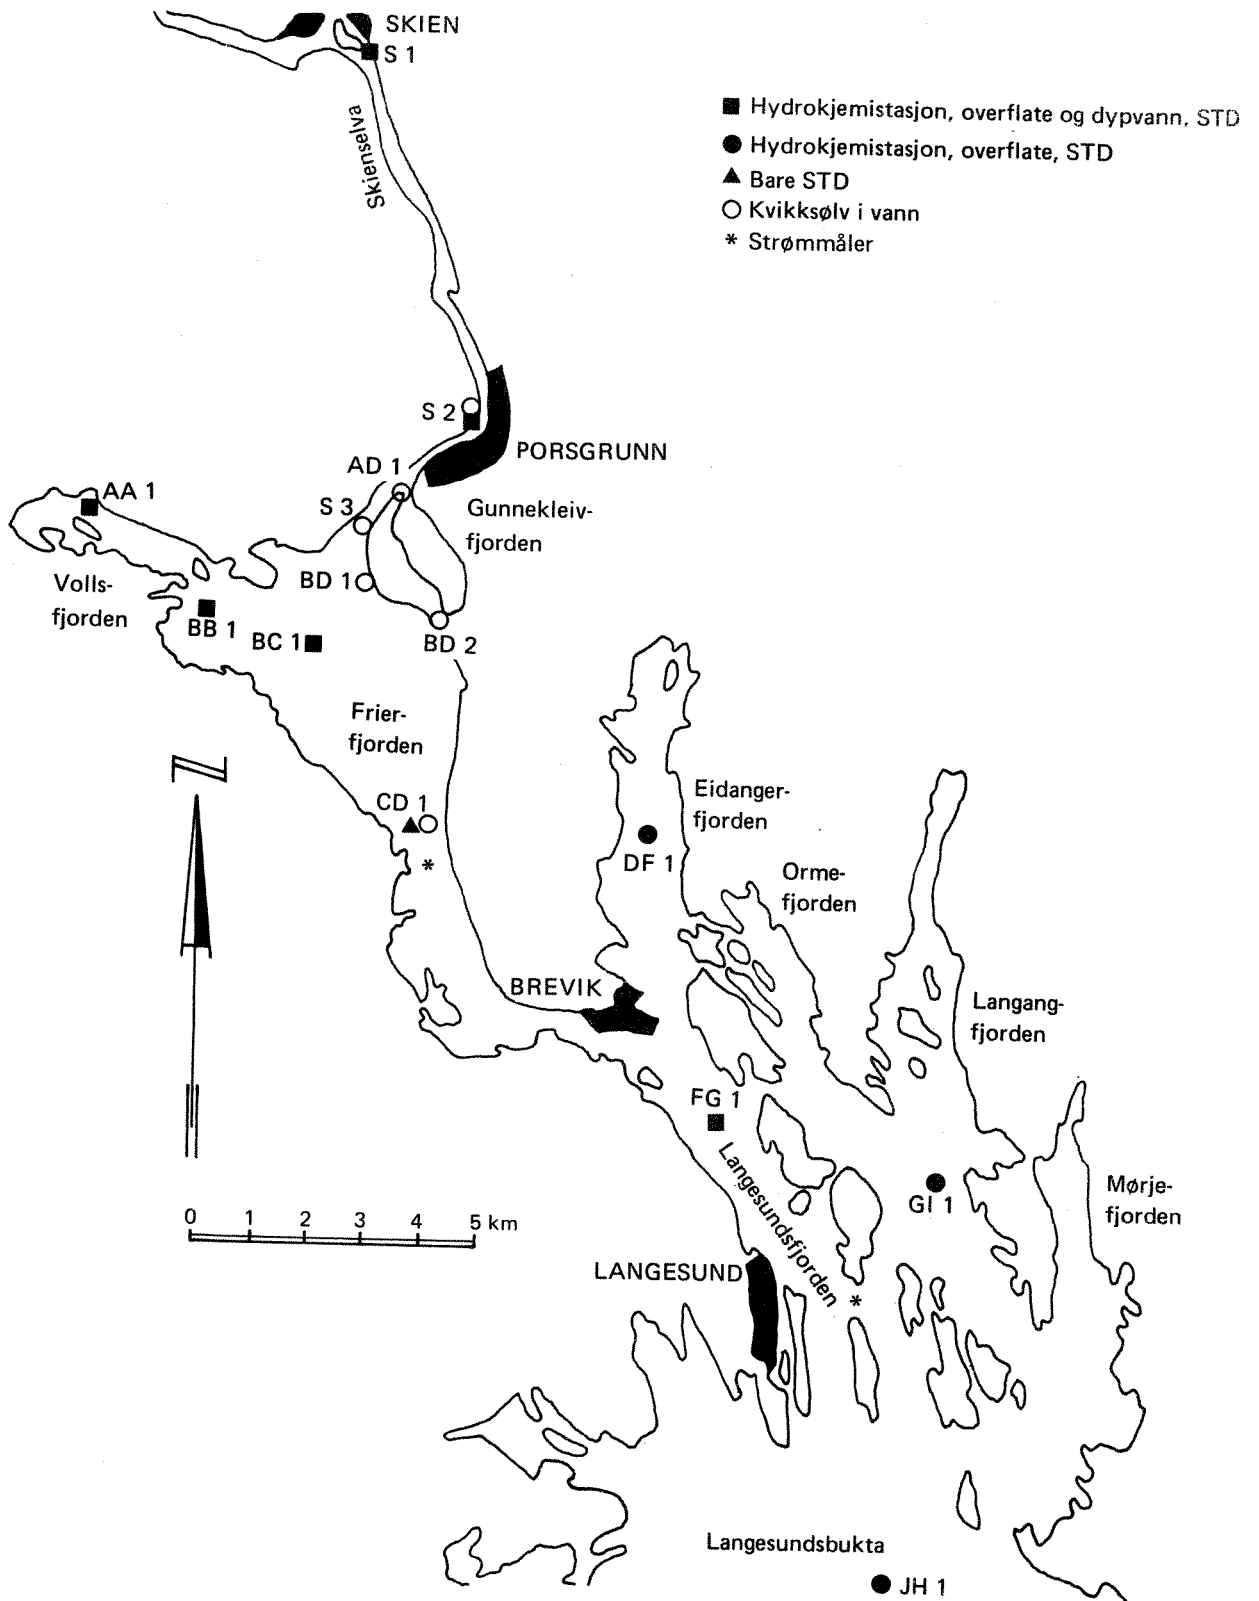 SKIEN
S 1
Skienselva
Hydrokjemistasjon, overflate og dypvann, STD
Hydrokjemistasjon, overflate, STD
Bare STD
Kvikksølv i vann
* Strømmåler
S 2
PORSGRUNN
AD 1
AA 1
S 3
Gunnekleiv-
fjorden
BD 1
Volls-
fjorden
BB 1
BC 1
BD 2
Frier-
fjorden
CD 1
*
Eidanger-
fjorden
DF 1
Orme-
fjorden
BREVIK
Langang-
fjorden
FG 1
Langesundsfjorden
GI 1
Mørje-
fjorden
0 1 2 3 4 5 km
LANGESUND
*
Langesundsbukta
JH 1